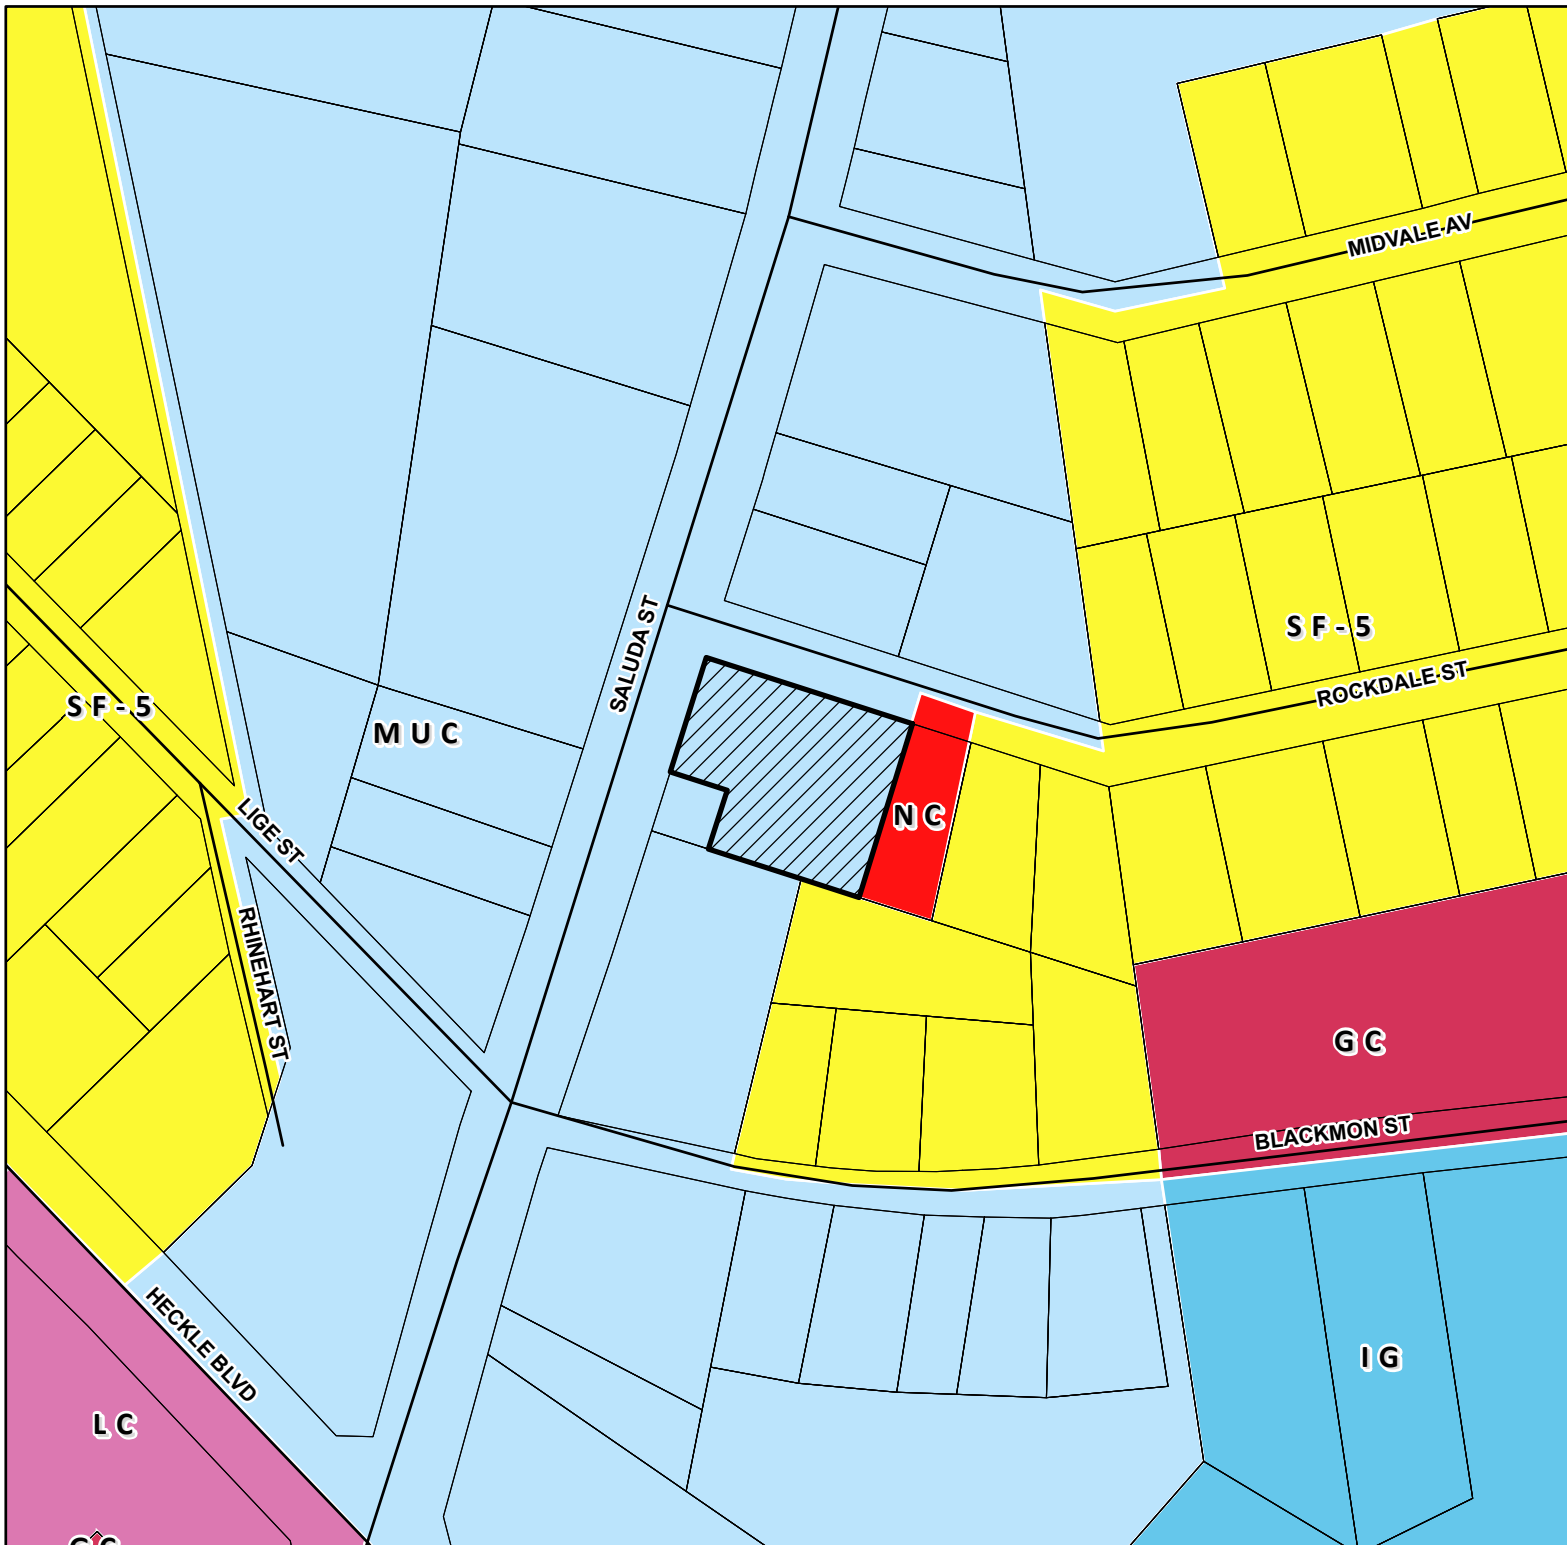 MIDVALE AV
SALUDA ST
SF-5
ROCKDALE ST
SF-5
MUC
NC
LIGE ST
RHINEHART ST
GC
BLACKMON ST
HECKLE BLVD
IG
LC